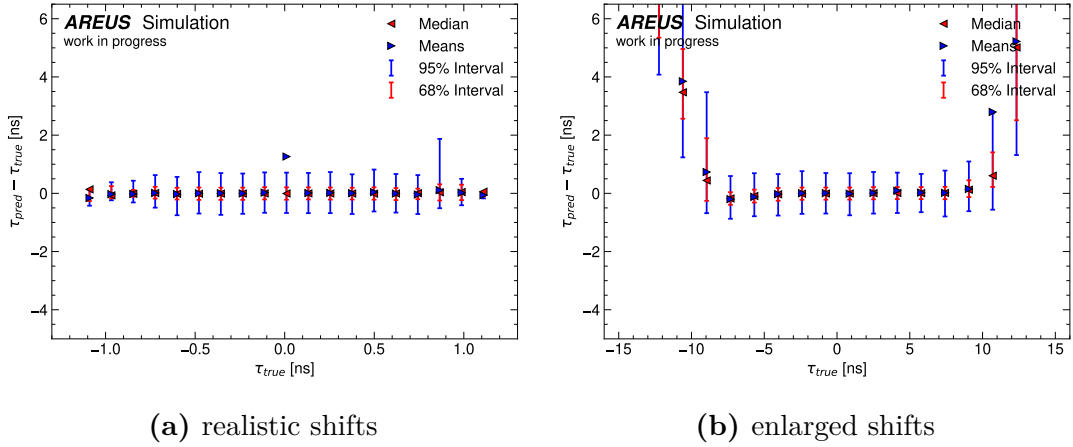 AREUS Simulation
work in progress
Median
Means
95% Interval
68% Interval
6
4
2
0
−2
−4
τpred − τtrue [ns]
−1.0
−0.5
0.0
0.5
1.0
τtrue [ns]
(a) realistic shifts
AREUS Simulation
work in progress
Median
Means
95% Interval
68% Interval
6
4
2
0
−2
−4
τpred − τtrue [ns]
−15
−10
−5
0
5
10
15
τtrue [ns]
(b) enlarged shifts